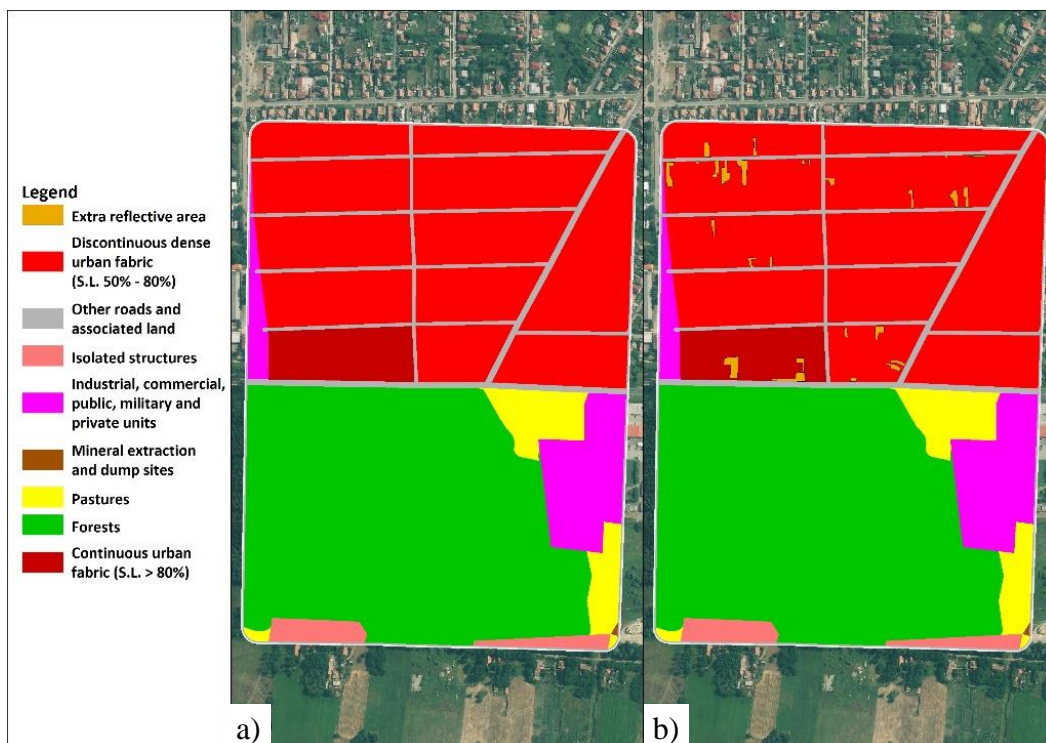 Legend
Extra reflective area
Discontinuous dense
urban fabric
(S.L. 50% - 80%)
Other roads and
associated land
Isolated structures
Industrial, commercial,
public, military and
private units
Mineral extraction
and dump sites
Pastures
Forests
Continuous urban
fabric (S.L. > 80%)
a)
b)